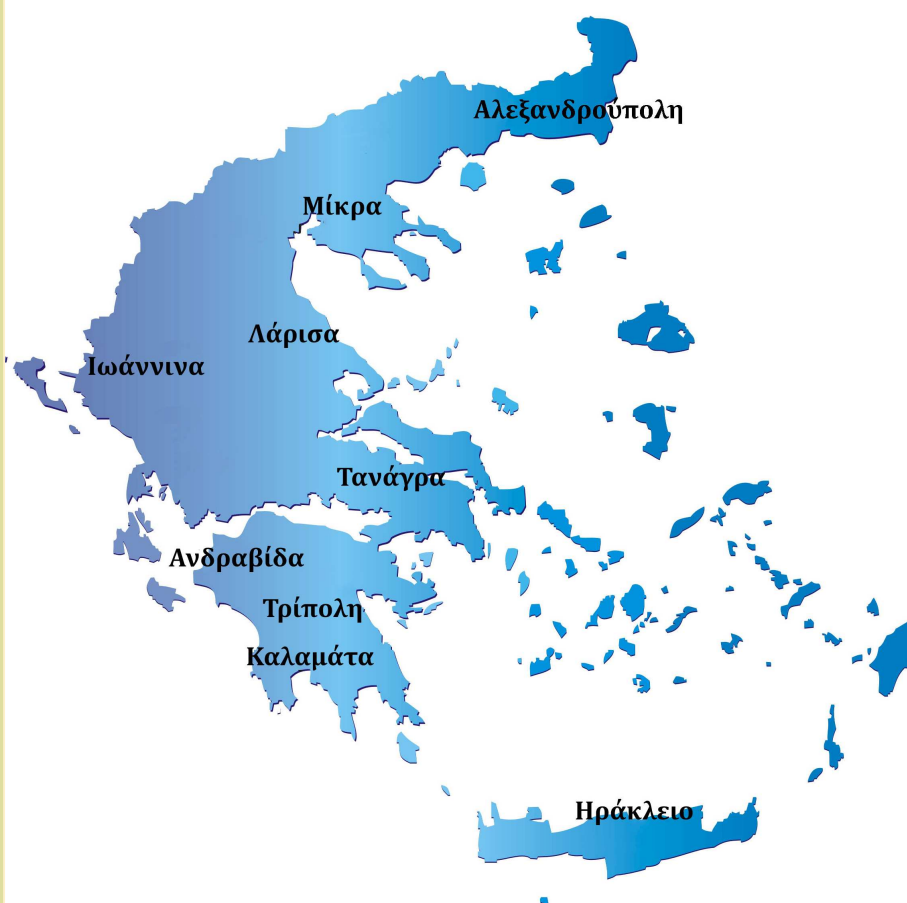 Αλεξανδρούπολη
Μίκρα
Λάρισα
Ιωάννινα
Τανάγρα
Ανδραβίδα
Τρίπολη
Καλαμάτα
Ηράκλειο